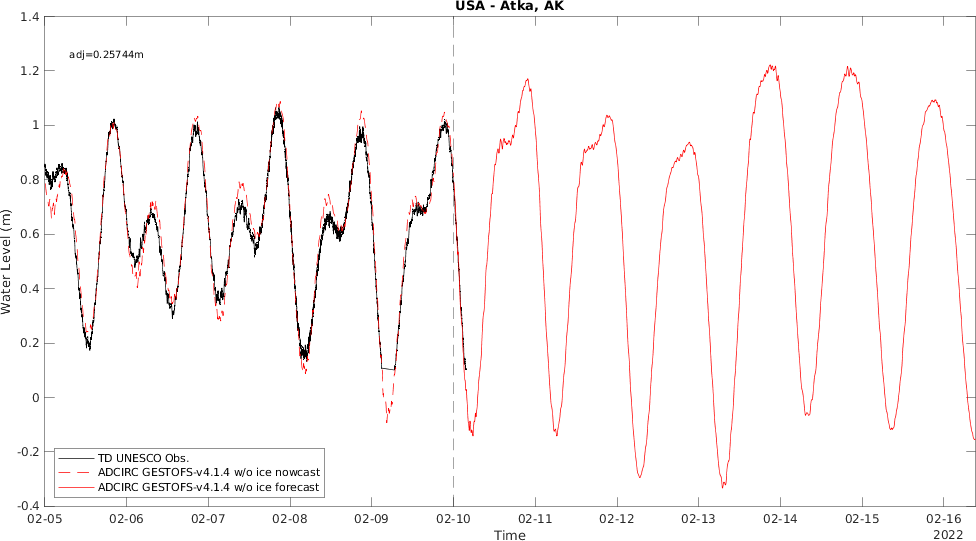 USA - Atka, AK
adj=0.25744m
Water Level (m)
1.4
1.2
1
0.8
0.6
0.4
0.2
0
-0.2
-0.4
TD UNESCO Obs.
ADCIRC GESTOFS-v4.1.4 w/o ice nowcast
ADCIRC GESTOFS-v4.1.4 w/o ice forecast
02-05 02-06 02-07 02-08 02-09 02-10 02-11 02-12 02-13 02-14 02-15 02-16
Time
2022